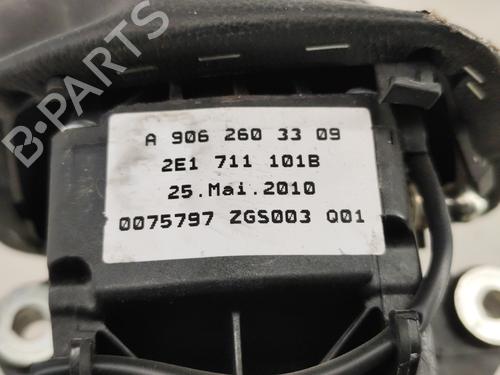 B-PARTS
A 906 260 33 09
2E1 711 101B
25.Mai.2010
0075797 ZGS003 Q01